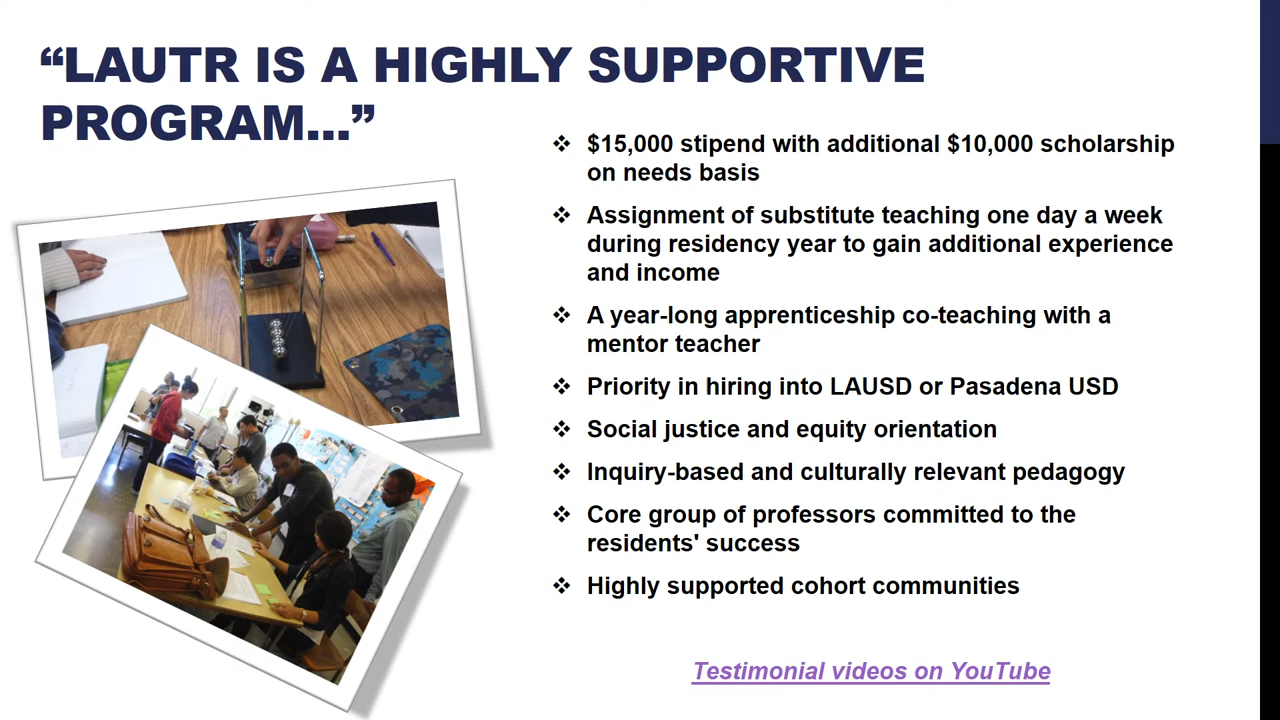 “LAUTR IS A HIGHLY SUPPORTIVE
PROGRAM...”
❖ $15,000 stipend with additional $10,000 scholarship
on needs basis
❖ Assignment of substitute teaching one day a week
during residency year to gain additional experience
and income
❖ A year-long apprenticeship co-teaching with a
mentor teacher
❖ Priority in hiring into LAUSD or Pasadena USD
❖ Social justice and equity orientation
❖ Inquiry-based and culturally relevant pedagogy
❖ Core group of professors committed to the
residents' success
❖ Highly supported cohort communities
Testimonial videos on YouTube